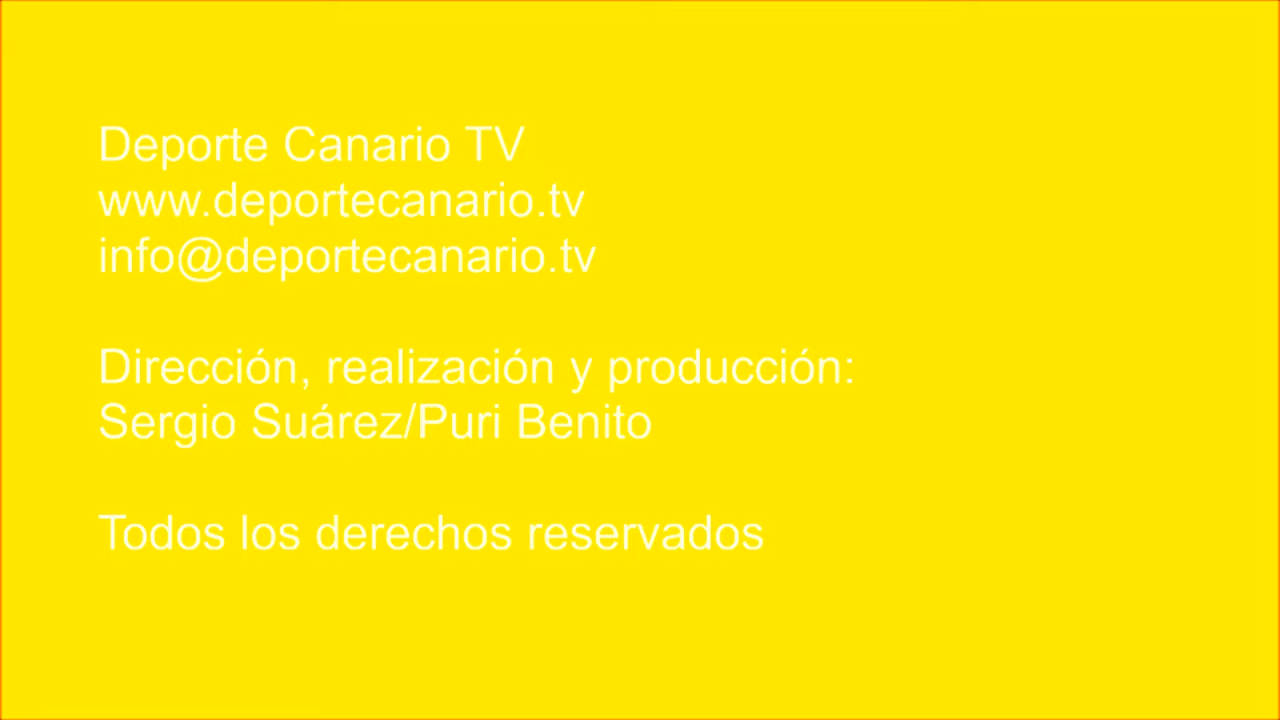 Deporte Canario TV
www.deportecanario.tv
info@deportecanario.tv
Dirección, realización y producción:
Sergio Suárez/Puri Benito
Todos los derechos reservados